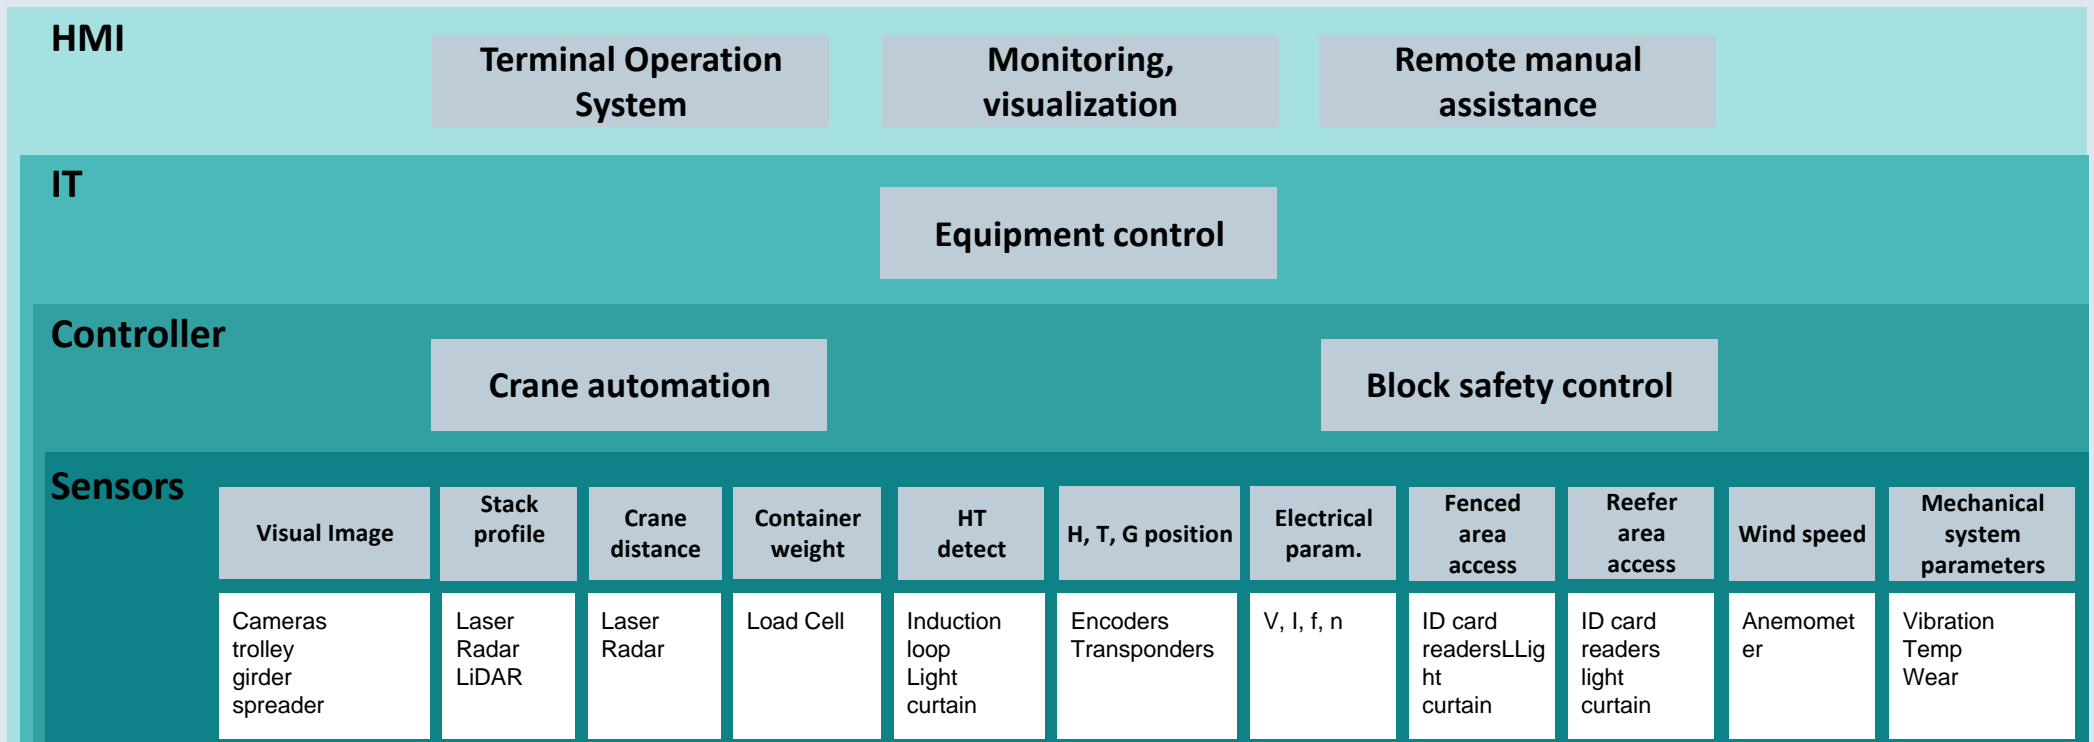 HMI
Terminal Operation
System
Monitoring,
visualization
Remote manual
assistance
IT
Equipment control
Controller
Crane automation
Block safety control
Sensors
Visual Image
Stack
profile
Crane
distance
Container
weight
HT
detect
H, T, G position
Electrical
param.
Fenced
area
access
Reefer
area
access
Wind speed
Mechanical
system
parameters
Cameras
trolley
girder
spreader
Laser
Radar
LiDAR
Laser
Radar
Load Cell
Induction
loop
Light
curtain
Encoders
Transponders
V, I, f, n
ID card
readersLLig
ht
curtain
ID card
readers
light
curtain
Anemomet
er
Vibration
Temp
Wear